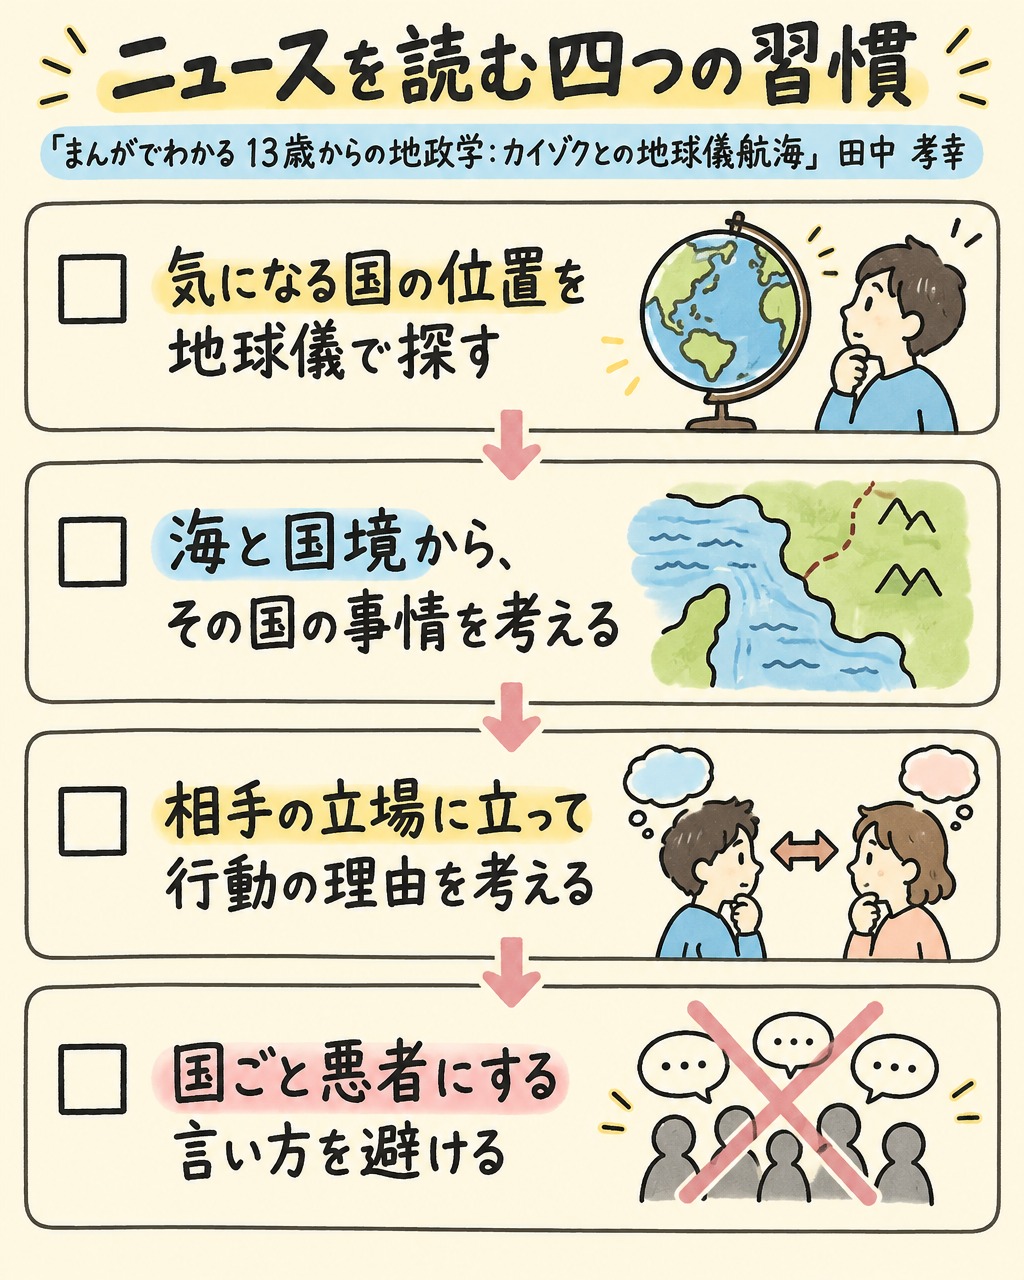 ニュースを読む四つの習慣
「まんがでわかる 13歳からの地政学：カイゾクとの地球儀航海」 田中 孝幸
気になる国の位置を
地球儀で探す
海と国境から、
その国の事情を考える
相手の立場に立って
行動の理由を考える
国ごと悪者にする
言い方を避ける